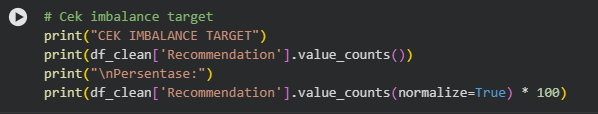 # Cek imbalance target
print("CEK IMBALANCE TARGET")
print(df_clean['Recommendation'].value_counts())
print("\nPersentase:")
print(df_clean['Recommendation'].value_counts(normalize=True) * 100)